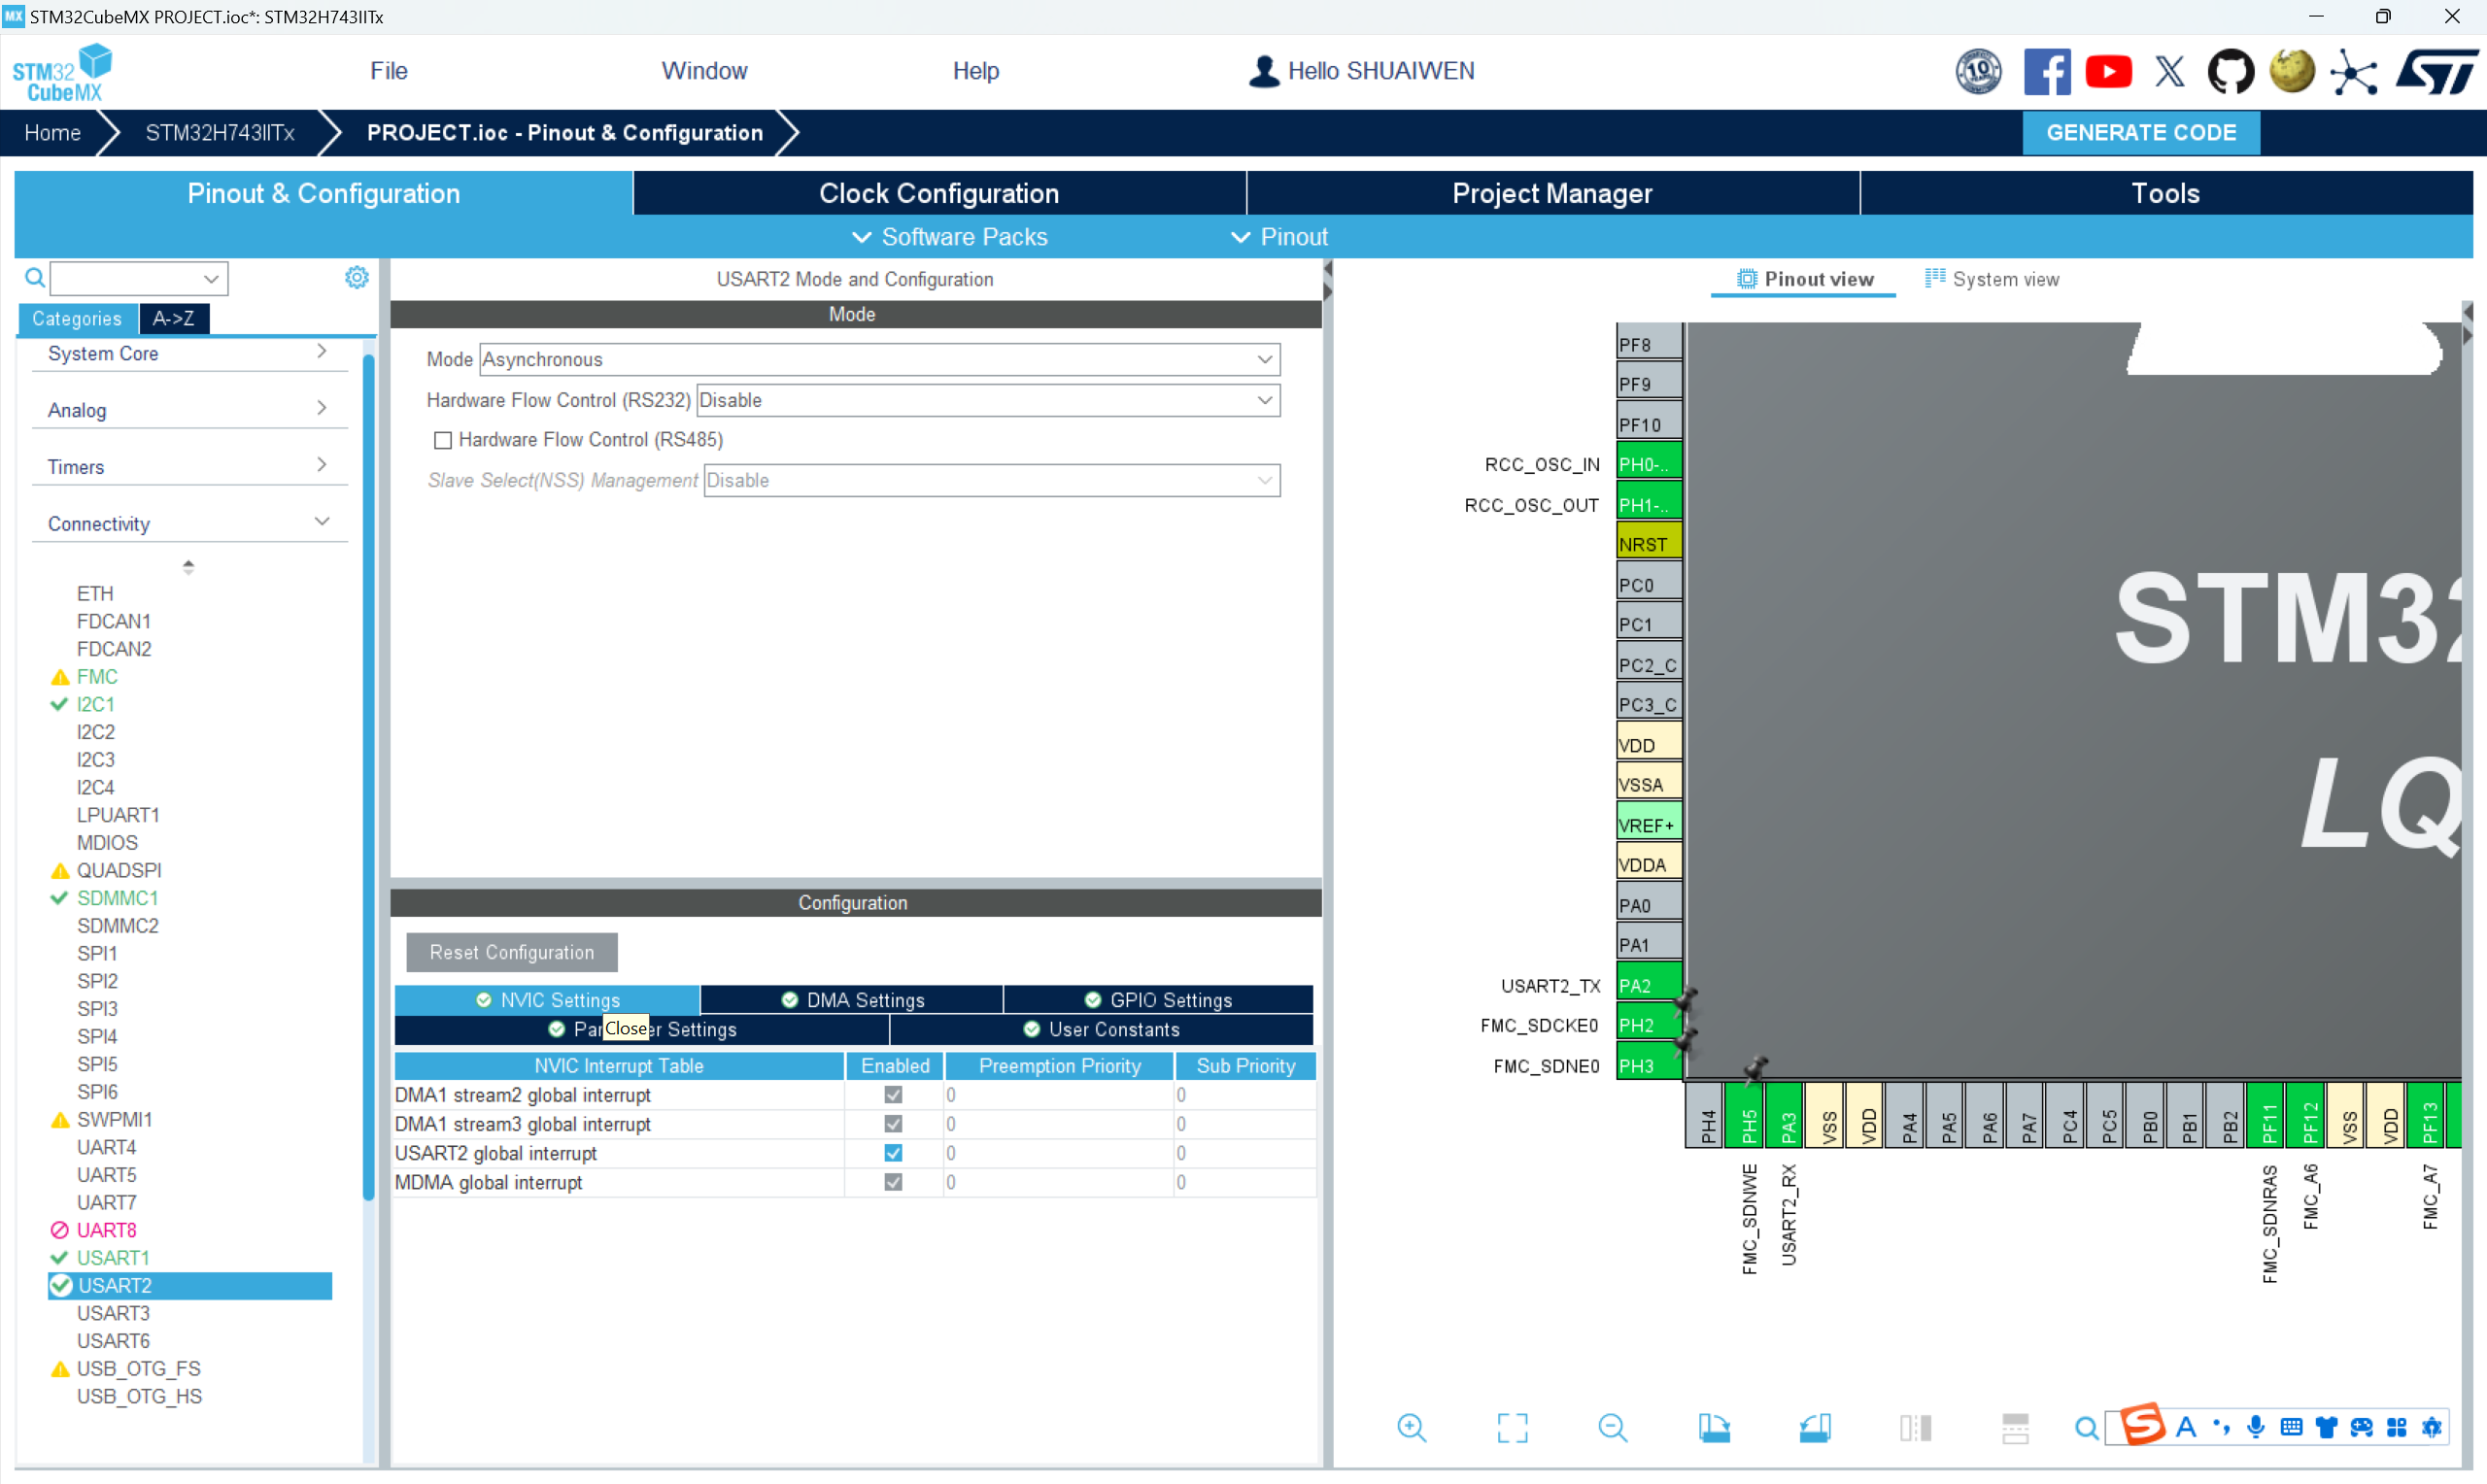 MX STM32CubeMX PROJECT.ioc*: STM32H743IITx
STM32
CubeMX
File
Window
Help
Hello SHUAIWEN
10
Home
STM32H743IITx
PROJECT.ioc - Pinout & Configuration
GENERATE CODE
Pinout & Configuration
Clock Configuration
Project Manager
Tools
Software Packs
Pinout
Categories
A->Z
System Core
Analog
Timers
Connectivity
ETH
FDCAN1
FDCAN2
FMC
I2C1
I2C2
I2C3
I2C4
LPUART1
MDIOS
QUADSPI
SDMMC1
SDMMC2
SPI1
SPI2
SPI3
SPI4
SPI5
SPI6
SWPMI1
UART4
UART5
UART7
UART8
USART1
USART2
USART3
USART6
USB_OTG_FS
USB_OTG_HS
USART2 Mode and Configuration
Mode
Mode Asynchronous
Hardware Flow Control (RS232) Disable
Hardware Flow Control (RS485)
Slave Select(NSS) Management Disable
Configuration
Reset Configuration
NVIC Settings
DMA Settings
GPIO Settings
Close
Settings
User Constants
NVIC Interrupt Table Enabled Preemption Priority Sub Priority
DMA1 stream2 global interrupt 0 0
DMA1 stream3 global interrupt 0 0
USART2 global interrupt 0 0
MDMA global interrupt 0 0
Pinout view
System view
PF8
PF9
PF10
RCC_OSC_IN PH0-..
RCC_OSC_OUT PH1-..
NRST
PC0
PC1
PC2_C
PC3_C
VDD
VSSA
VREF+
VDDA
PA0
PA1
USART2_TX PA2
FMC_SDCKE0 PH2
FMC_SDNE0 PH3
STM32
LQ
PH4
PH5
PA3
VSS
VDD
PA4
PA5
PA6
PA7
PC4
PC5
PB0
PB1
PB2
PF11
PF12
VSS
VDD
PF13
FMC_SDNWE
USART2_RX
FMC_SDNRAS
FMC_A6
FMC_A7
S A